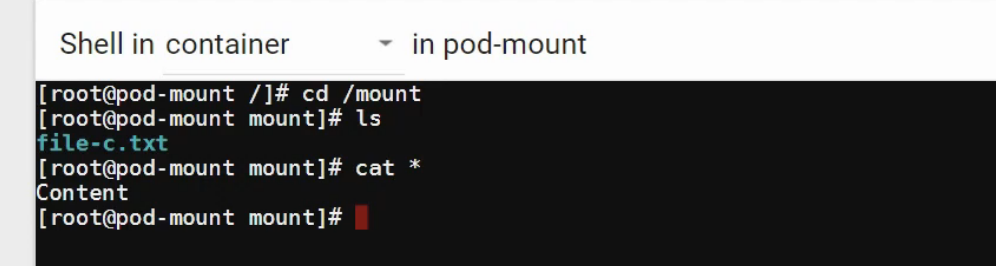 Shell in container in pod-mount
[root@pod-mount /]# cd /mount
[root@pod-mount mount]# ls
file-c.txt
[root@pod-mount mount]# cat *
Content
[root@pod-mount mount]#